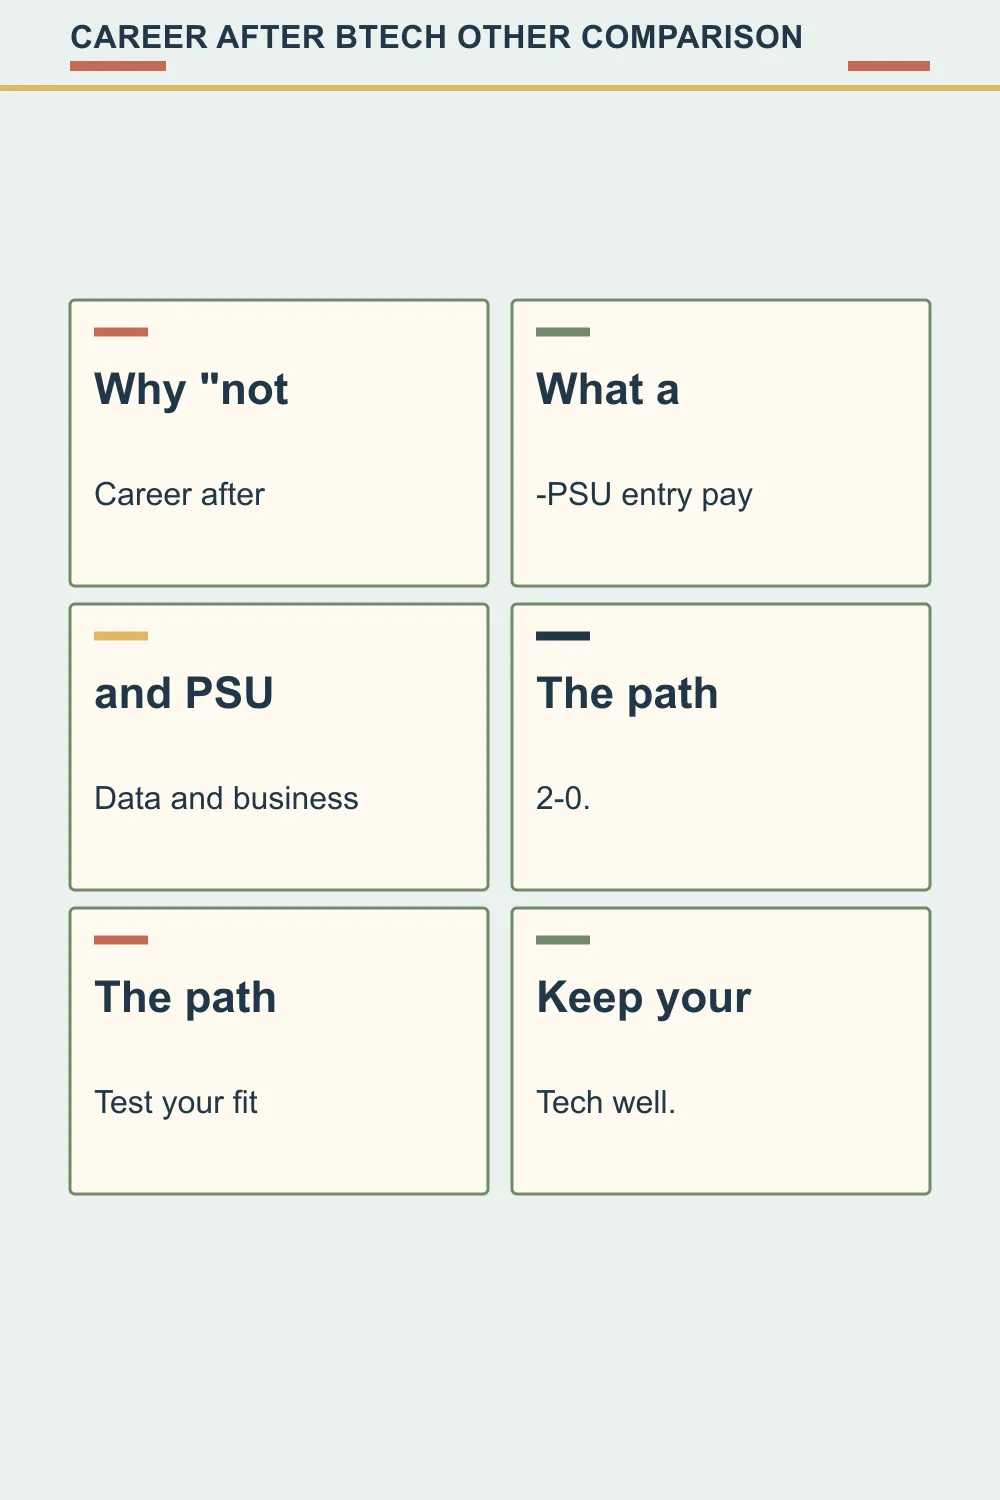 CAREER AFTER BTECH OTHER COMPARISON
Why "not
Career after
What a
-PSU entry pay
and PSU
Data and business
The path
2-0.
The path
Test your fit
Keep your
Tech well.